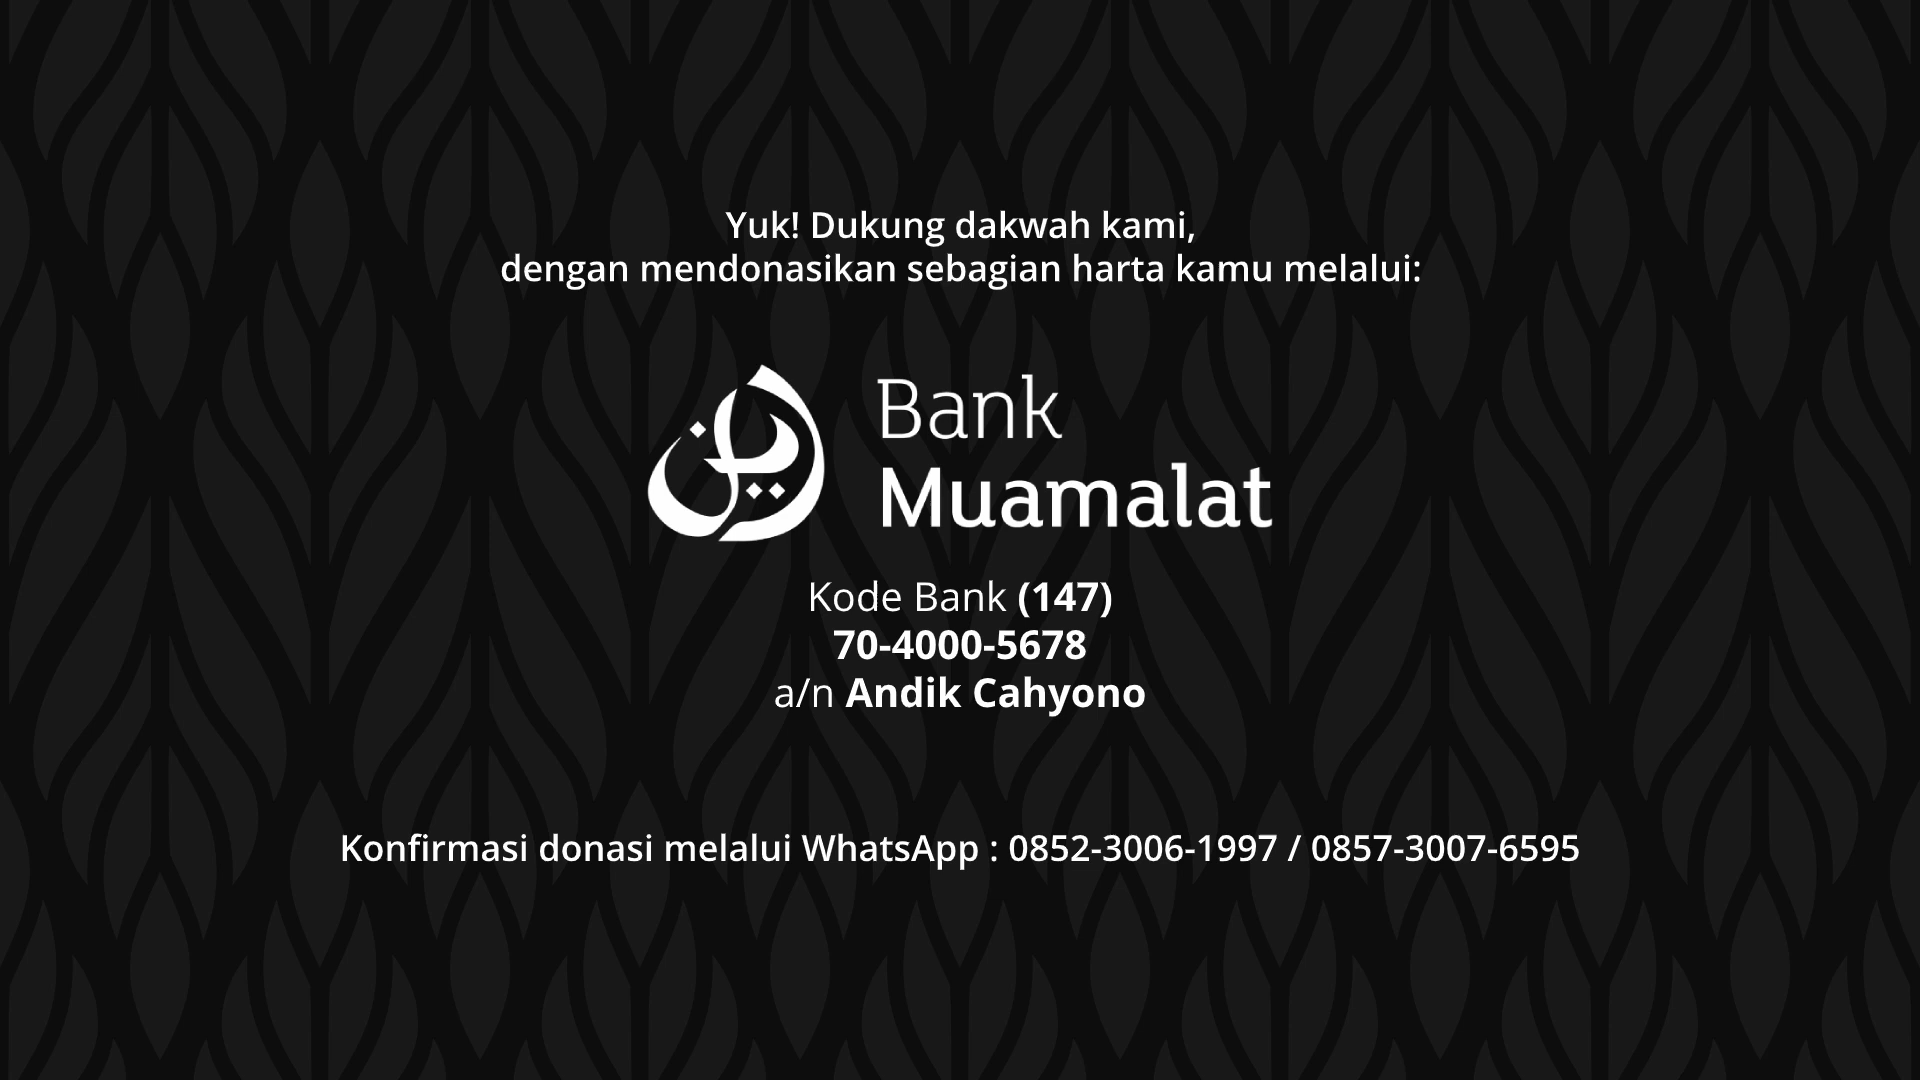 Yuk! Dukung dakwah kami,
dengan mendonasikan sebagian harta kamu melalui:
Bank
Muamalat
Kode Bank (147)
70-4000-5678
a/n Andik Cahyono
Konfirmasi donasi melalui WhatsApp : 0852-3006-1997 / 0857-3007-6595